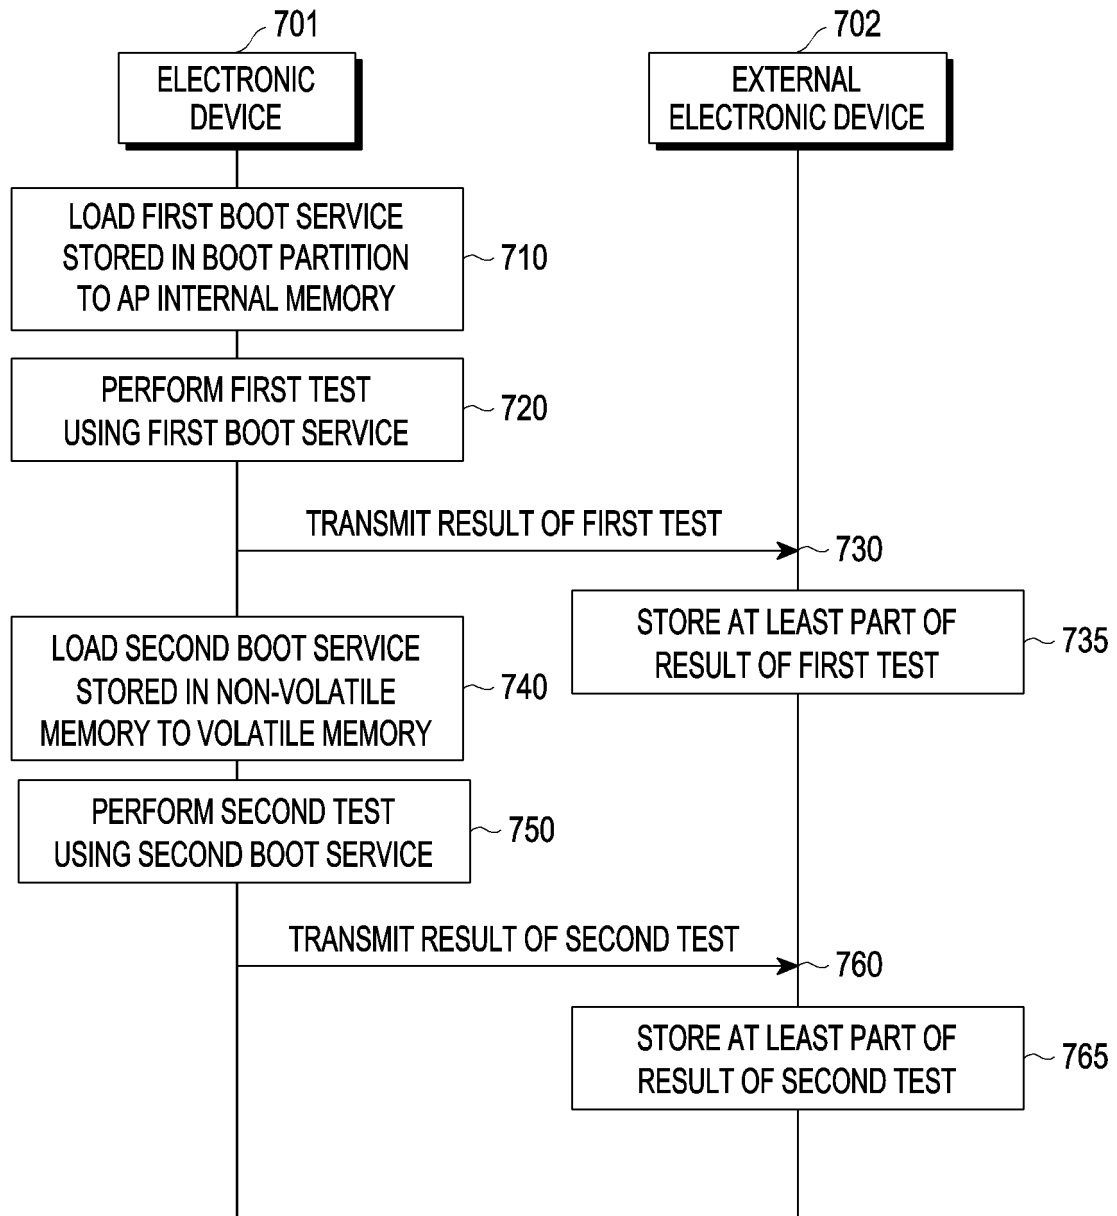 701
ELECTRONIC
DEVICE
702
EXTERNAL
ELECTRONIC DEVICE
LOAD FIRST BOOT SERVICE
STORED IN BOOT PARTITION
TO AP INTERNAL MEMORY
710
PERFORM FIRST TEST
USING FIRST BOOT SERVICE
720
TRANSMIT RESULT OF FIRST TEST
730
STORE AT LEAST PART OF
RESULT OF FIRST TEST
735
LOAD SECOND BOOT SERVICE
STORED IN NON-VOLATILE
MEMORY TO VOLATILE MEMORY
740
PERFORM SECOND TEST
USING SECOND BOOT SERVICE
750
TRANSMIT RESULT OF SECOND TEST
760
STORE AT LEAST PART OF
RESULT OF SECOND TEST
765